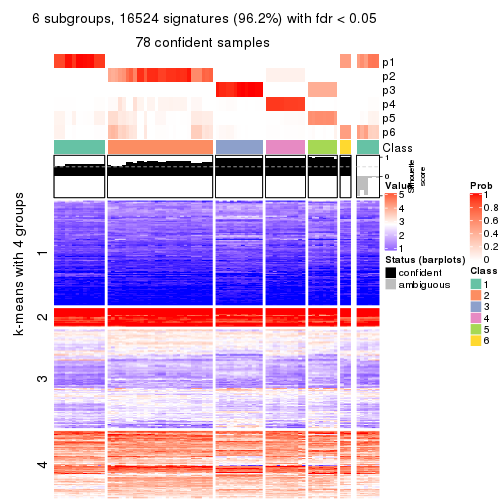 6 subgroups, 16524 signatures (96.2%) with fdr < 0.05
78 confident samples
p1
p2
p3
p4
p5
p6
Class
1
0
Silhouette
score
k-means with 4 groups
1
2
3
4
Value
5
4
3
2
1
Status (barplots)
confident
ambiguous
Prob
1
0.8
0.6
0.4
0.2
0
Class
1
2
3
4
5
6